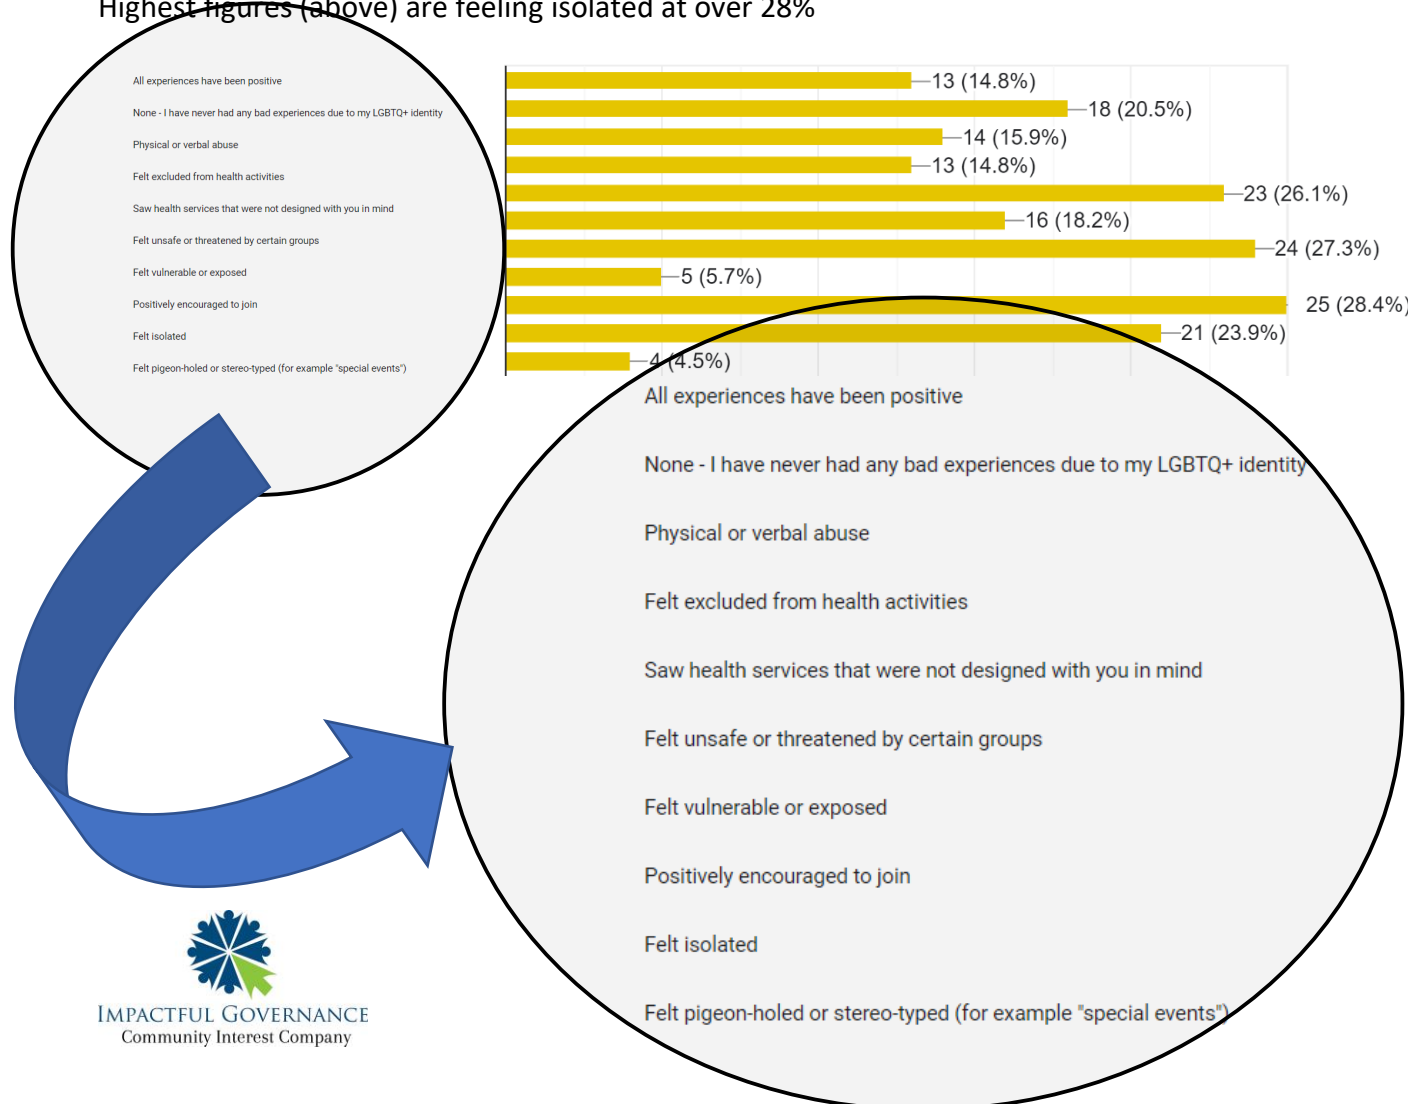 Highest figures (above) are feeling isolated at over 28%
All experiences have been positive
None - I have never had any bad experiences due to my LGBTQ+ identity
Physical or verbal abuse
Felt excluded from health activities
Saw health services that were not designed with you in mind
Felt unsafe or threatened by certain groups
Felt vulnerable or exposed
Positively encouraged to join
Felt isolated
Felt pigeon-holed or stereo-typed (for example "special events")
13 (14.8%)
18 (20.5%)
14 (15.9%)
13 (14.8%)
23 (26.1%)
16 (18.2%)
24 (27.3%)
5 (5.7%)
25 (28.4%)
21 (23.9%)
4 (4.5%)
All experiences have been positive
None - I have never had any bad experiences due to my LGBTQ+ identity
Physical or verbal abuse
Felt excluded from health activities
Saw health services that were not designed with you in mind
Felt unsafe or threatened by certain groups
Felt vulnerable or exposed
Positively encouraged to join
Felt isolated
Felt pigeon-holed or stereo-typed (for example "special events")
IMPACTFUL GOVERNANCE
Community Interest Company